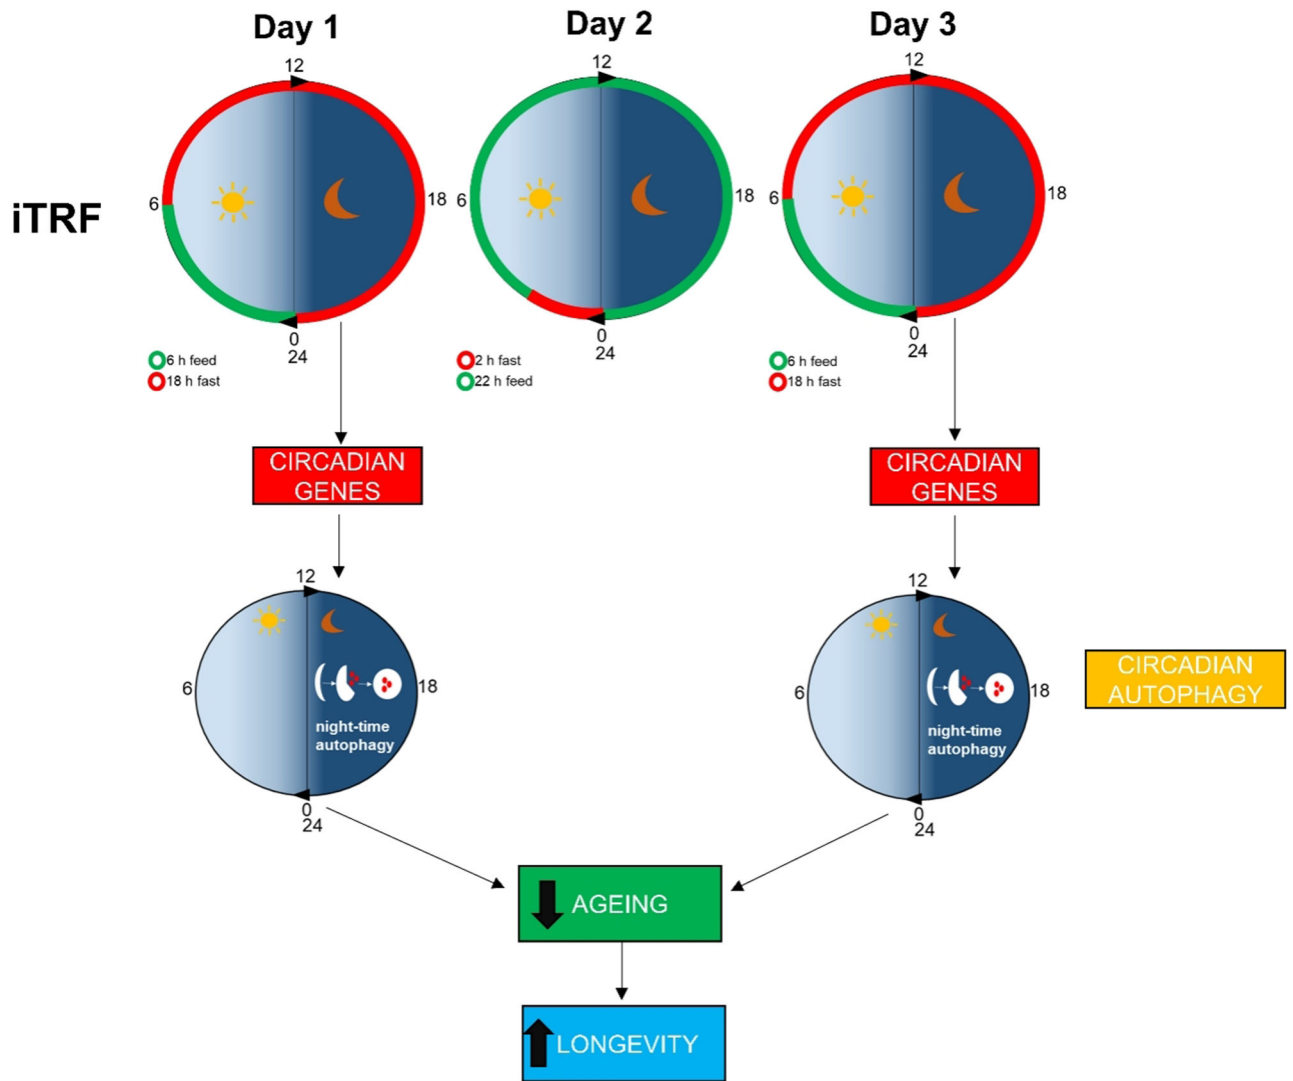 Day 1
Day 2
Day 3
12
12
12
iTRF
6
18
6
18
6
18
0
24
0
24
0
24
6 h feed
18 h fast
2 h fast
22 h feed
6 h feed
18 h fast
CIRCADIAN
GENES
CIRCADIAN
GENES
12
6
18
night-time
autophagy
0
24
12
6
18
night-time
autophagy
0
24
CIRCADIAN
AUTOPHAGY
AGEING
LONGEVITY